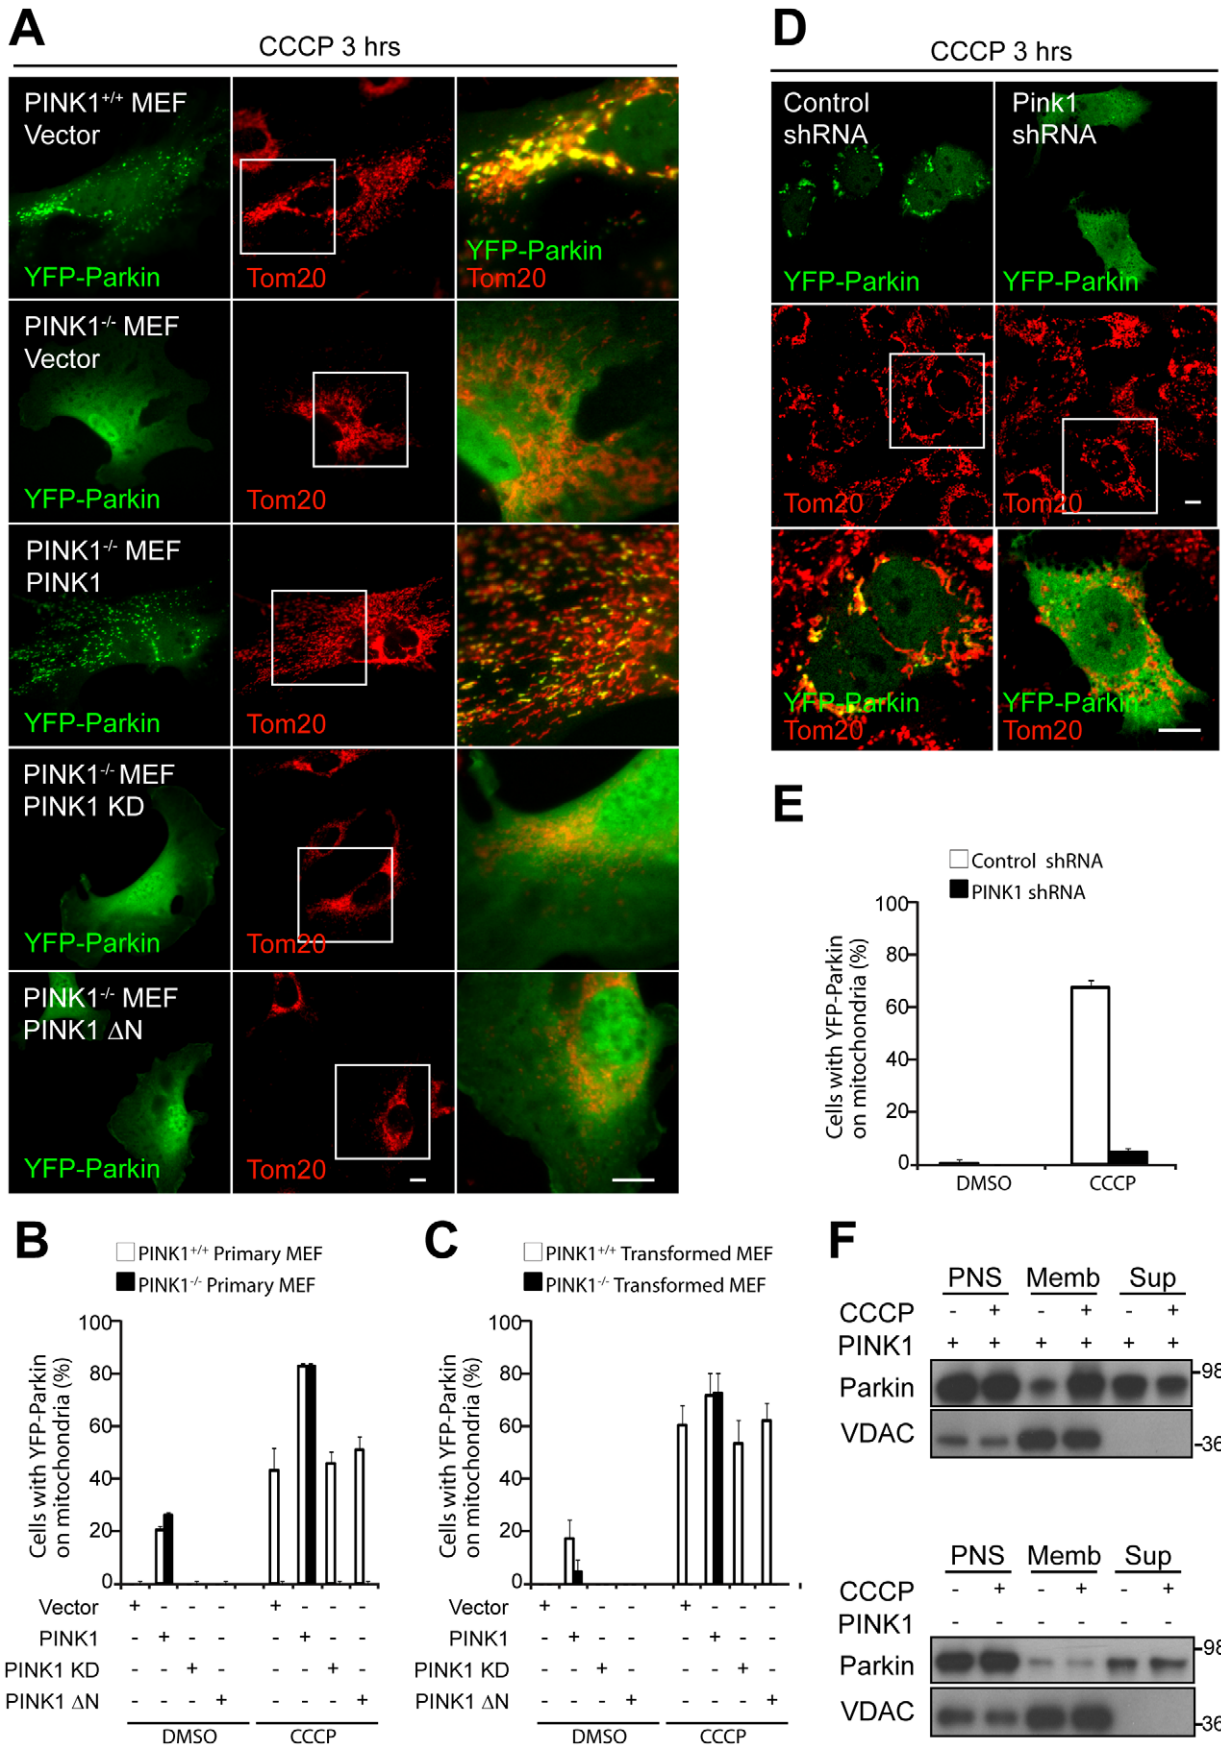 A
CCCP 3 hrs
PINK1+/+ MEF
Vector
YFP-Parkin
Tom20
YFP-Parkin
Tom20
PINK1-/- MEF
Vector
YFP-Parkin
Tom20
PINK1-/- MEF
PINK1
YFP-Parkin
Tom20
PINK1-/- MEF
PINK1 KD
YFP-Parkin
Tom20
PINK1-/- MEF
PINK1 ΔN
YFP-Parkin
Tom20
D
CCCP 3 hrs
Control
shRNA
Pink1
shRNA
YFP-Parkin
YFP-Parkin
Tom20
Tom20
YFP-Parkin
Tom20
YFP-Parkin
Tom20
E
Control shRNA
PINK1 shRNA
Cells with YFP-Parkin
on mitochondria (%)
100
80
60
40
20
0
DMSO CCCP
B
PINK1+/+ Primary MEF
PINK1-/- Primary MEF
Cells with YFP-Parkin
on mitochondria (%)
100
80
60
40
20
0
Vector + - - - + - - -
PINK1 - + - - - + - -
PINK1 KD - - + - - - + -
PINK1 ΔN - - - + - - - +
DMSO CCCP
C
PINK1+/+ Transformed MEF
PINK1-/- Transformed MEF
Cells with YFP-Parkin
on mitochondria (%)
100
80
60
40
20
0
Vector + - - - + - - -
PINK1 - + - - - + - -
PINK1 KD - - + - - - + -
PINK1 ΔN - - - + - - - +
DMSO CCCP
F
PNS Memb Sup
CCCP - + - + - +
PINK1 + + + + + +
Parkin -98
VDAC -36
PNS Memb Sup
CCCP - + - + - +
PINK1 - - - - - -
Parkin -98
VDAC -36